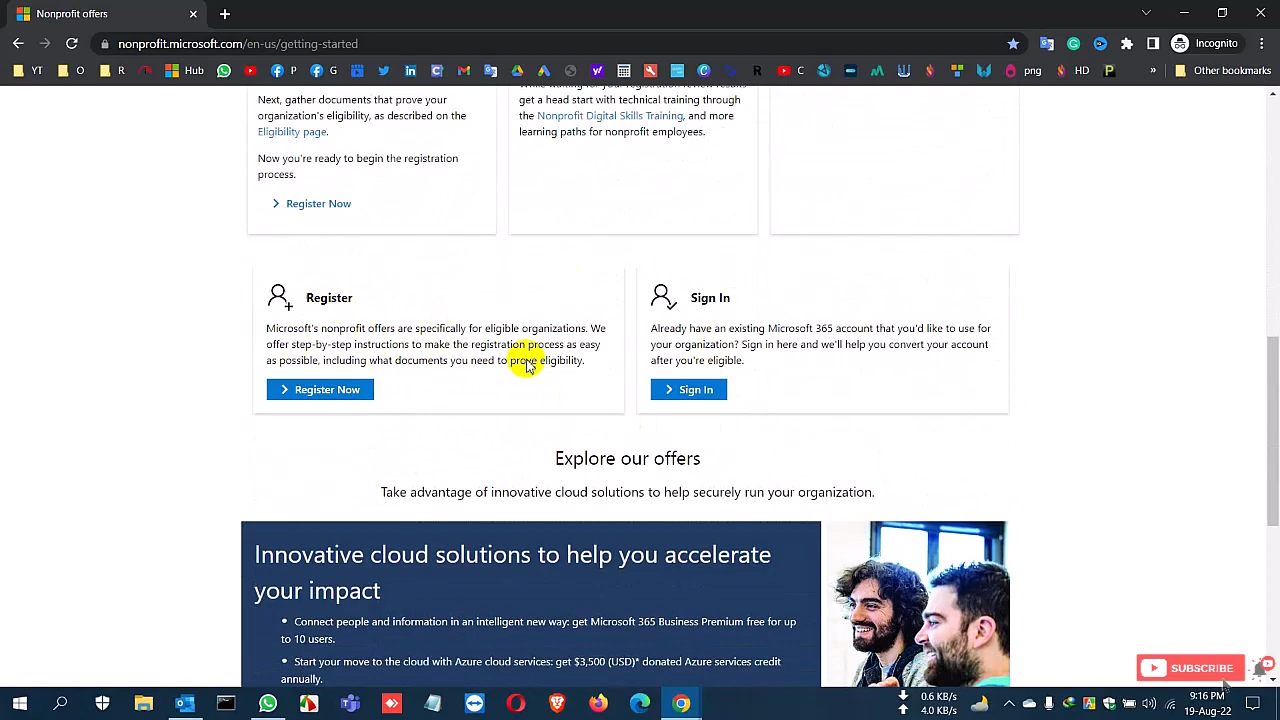 Nonprofit offers
nonprofit.microsoft.com/en-us/getting-started
Incognito
YT
O
R
Hub
P
G
C
png
HD
P
»
Other bookmarks
Next, gather documents that prove your
organization's eligibility, as described on the
Eligibility page.
Now you're ready to begin the registration
process.
Register Now
get a head start with technical training through
the Nonprofit Digital Skills Training, and more
learning paths for nonprofit employees.
Register
Microsoft's nonprofit offers are specifically for eligible organizations. We
offer step-by-step instructions to make the registration process as easy
as possible, including what documents you need to prove eligibility.
Register Now
Sign In
Already have an existing Microsoft 365 account that you'd like to use for
your organization? Sign in here and we'll help you convert your account
after you're eligible.
Sign In
Explore our offers
Take advantage of innovative cloud solutions to help securely run your organization.
Innovative cloud solutions to help you accelerate
your impact
• Connect people and information in an intelligent new way: get Microsoft 365 Business Premium free for up
to 10 users.
• Start your move to the cloud with Azure cloud services: get $3,500 (USD)* donated Azure services credit
annually.
SUBSCRIBE
0.6 KB/s
4.0 KB/s
9:16 PM
19-Aug-22